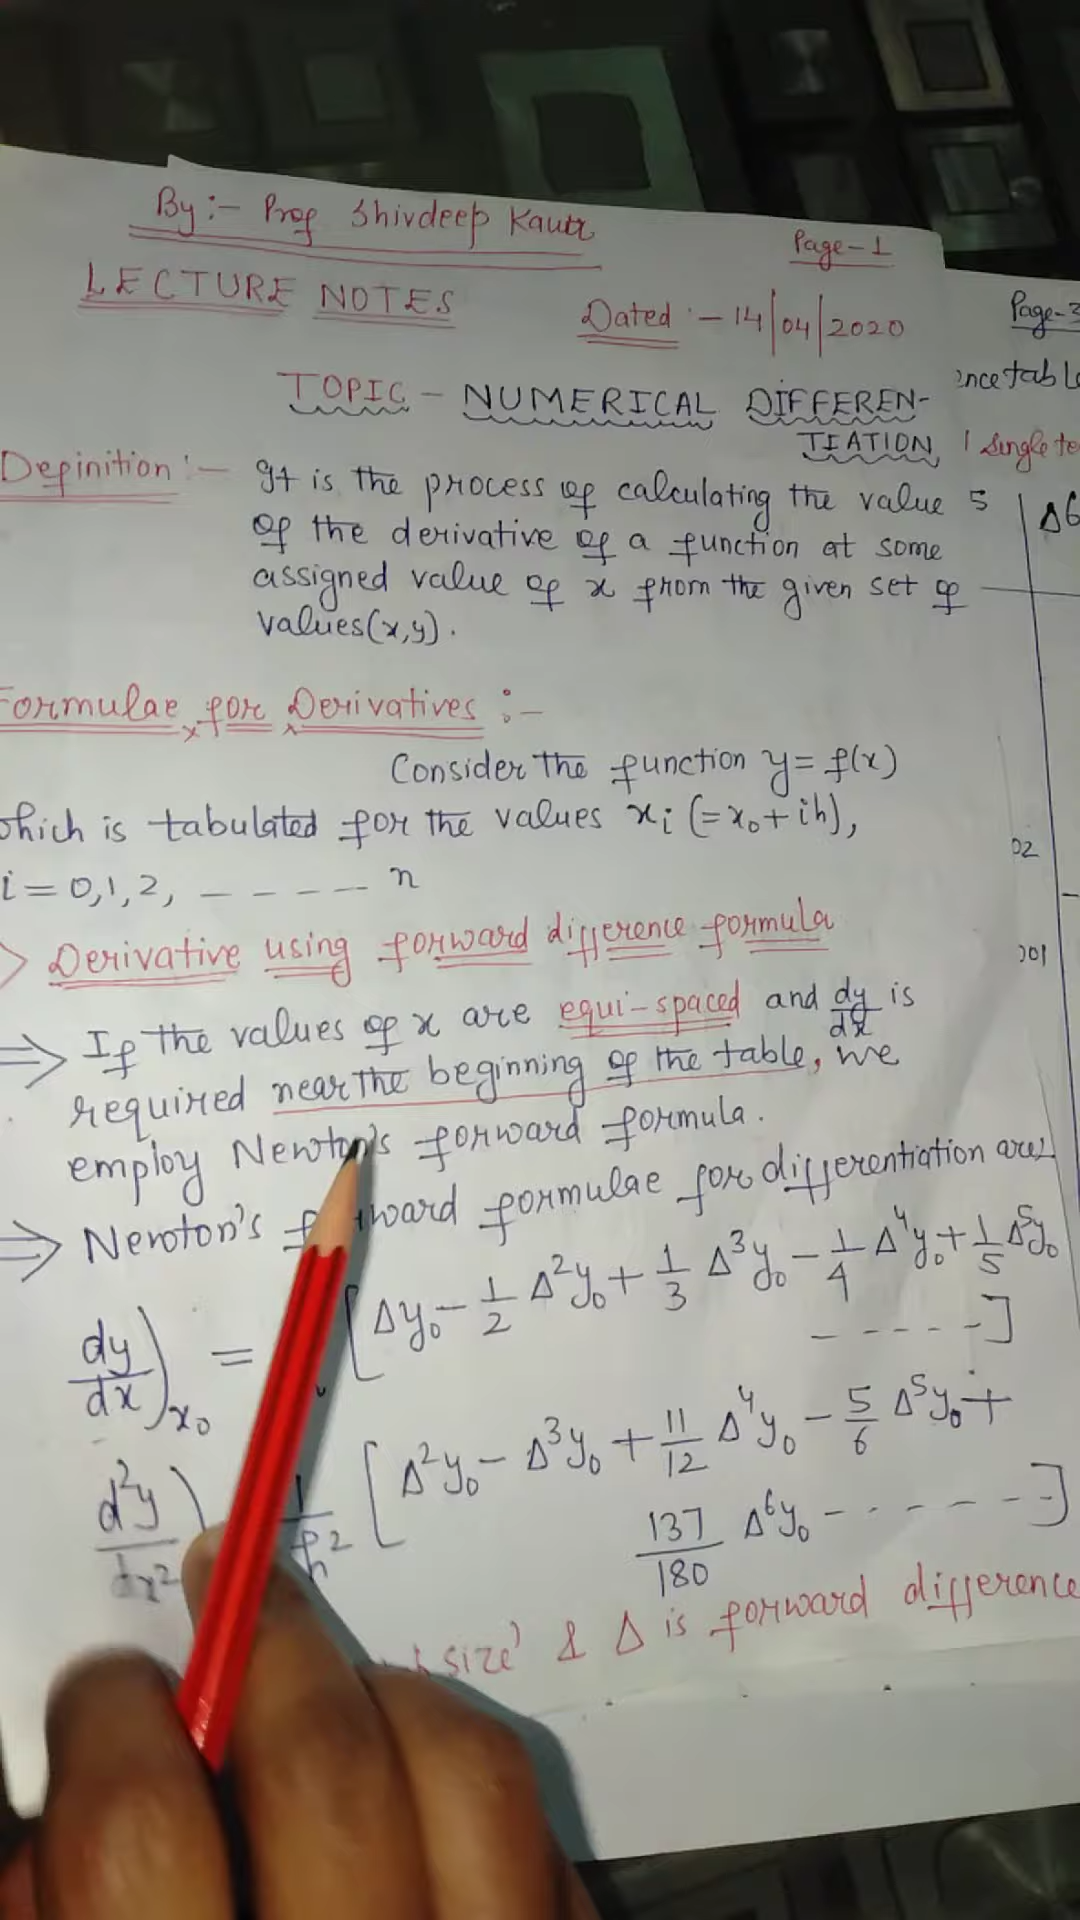 By :- Prof Shivdeep Kaur
Page-1
LECTURE NOTES
Dated :- 14/04/2020
Page-3
TOPIC - NUMERICAL DIFFEREN-
TIATION
Definition :- It is the process of calculating the value
of the derivative of a function at some
assigned value of x from the given set of
values(x,y).
Formulae for Derivatives :-
Consider the function y = f(x)
which is tabulated for the values xi (=x0+ih),
i = 0,1,2, ----- n
Derivative using forward difference formula
⇒ If the values of x are equi-spaced and dy/dx is
required near the beginning of the table, we
employ Newton's forward formula.
⇒ Newton's forward formulae for differentiation are:
dy/dx)x0 = [Δy0 - 1/2 Δ²y0 + 1/3 Δ³y0 - 1/4 Δ⁴y0 + 1/5 Δ⁵y0
-----]
d²y/dx²) 1/h² [Δ²y0 - Δ³y0 + 11/12 Δ⁴y0 - 5/6 Δ⁵y0 +
137/180 Δ⁶y0 ------]
size' & Δ is forward difference